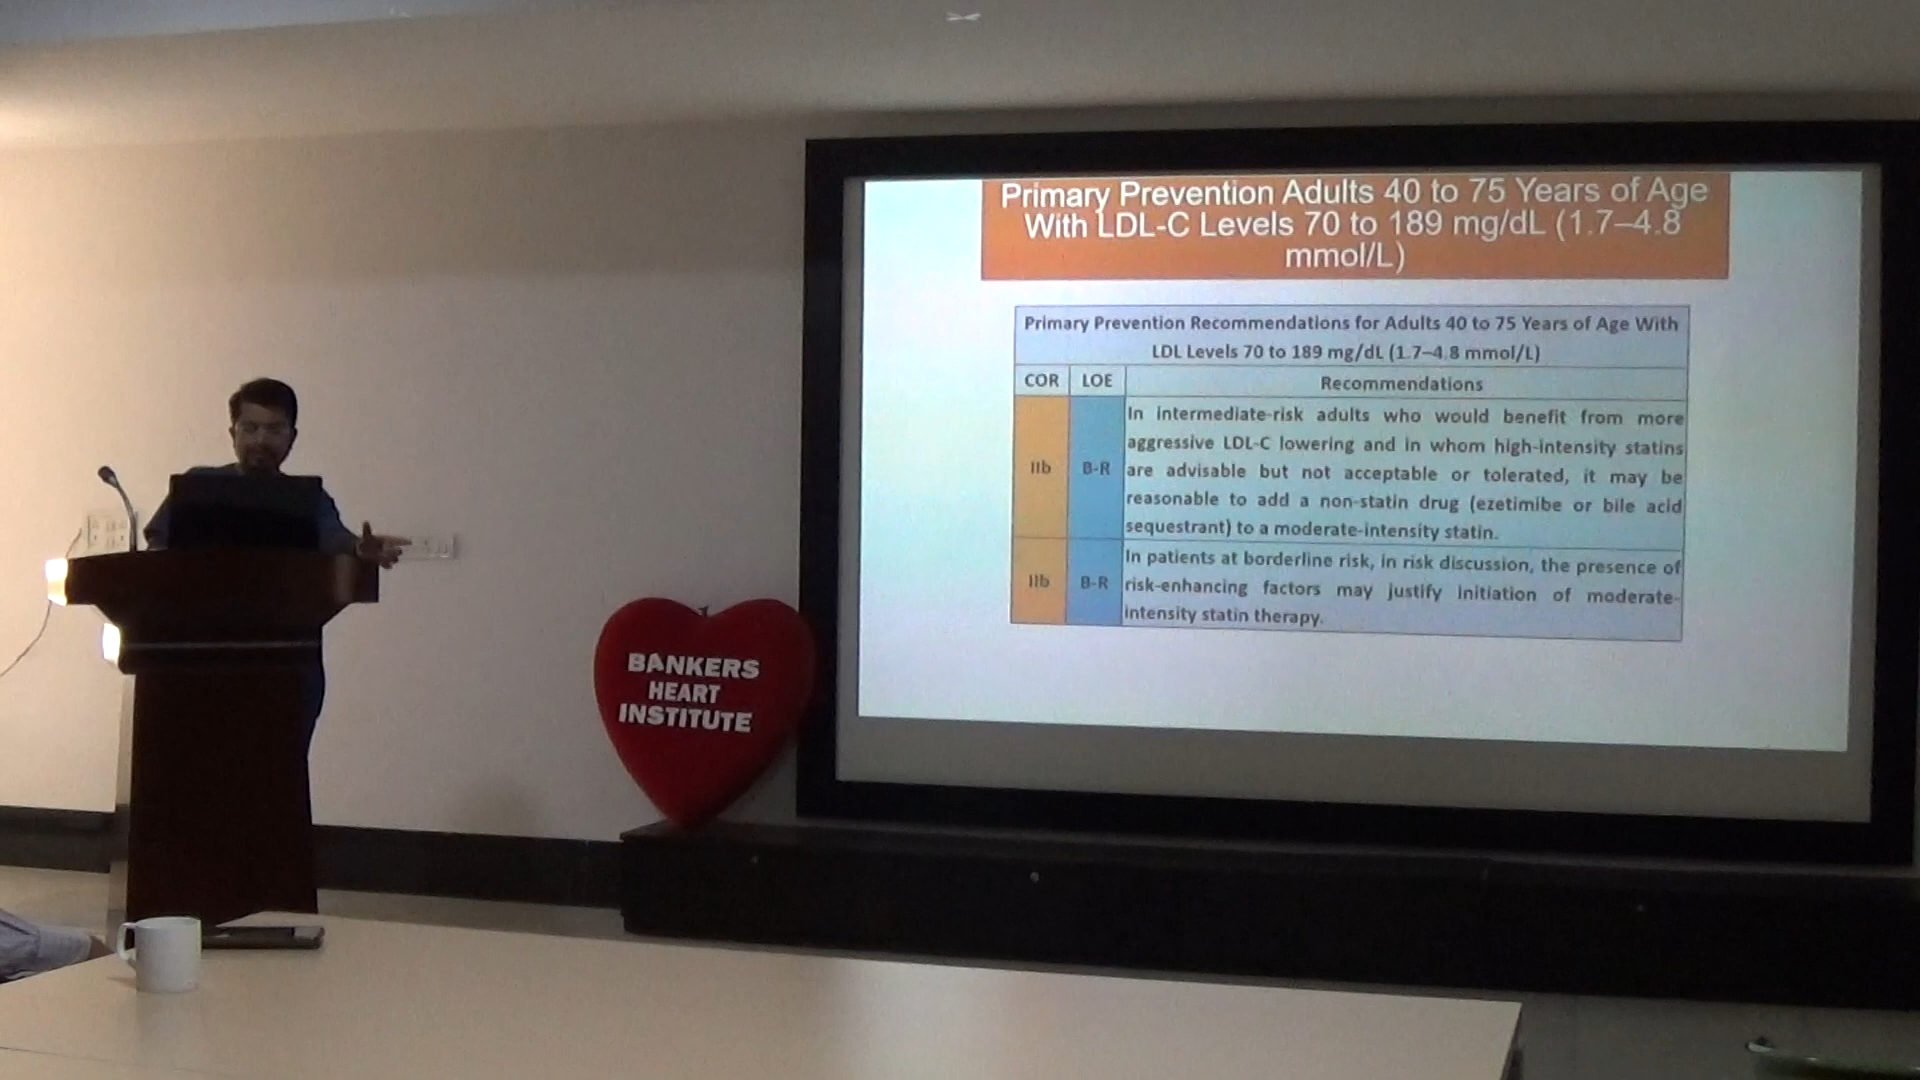 Primary Prevention Adults 40 to 75 Years of Age
With LDL-C Levels 70 to 189 mg/dL (1.7–4.8
mmol/L)
Primary Prevention Recommendations for Adults 40 to 75 Years of Age With
LDL Levels 70 to 189 mg/dL (1.7–4.8 mmol/L)
COR LOE Recommendations
IIb B-R In intermediate-risk adults who would benefit from more
aggressive LDL-C lowering and in whom high-intensity statins
are advisable but not acceptable or tolerated, it may be
reasonable to add a non-statin drug (ezetimibe or bile acid
sequestrant) to a moderate-intensity statin.
IIb B-R In patients at borderline risk, in risk discussion, the presence of
risk-enhancing factors may justify initiation of moderate-
intensity statin therapy.
BANKERS
HEART
INSTITUTE